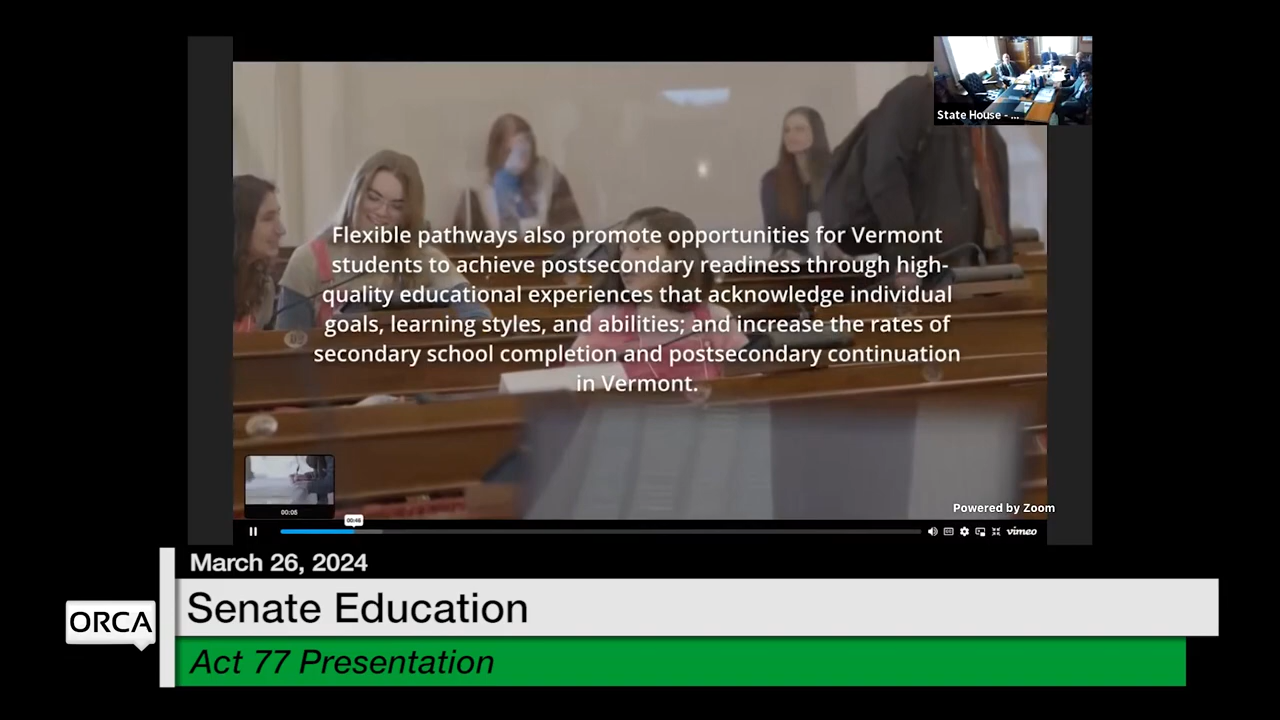 State House - ...
Flexible pathways also promote opportunities for Vermont
students to achieve postsecondary readiness through high-
quality educational experiences that acknowledge individual
goals, learning styles, and abilities; and increase the rates of
secondary school completion and postsecondary continuation
in Vermont.
00:05
Powered by Zoom
00:46
vimeo
March 26, 2024
Senate Education
ORCA
Act 77 Presentation